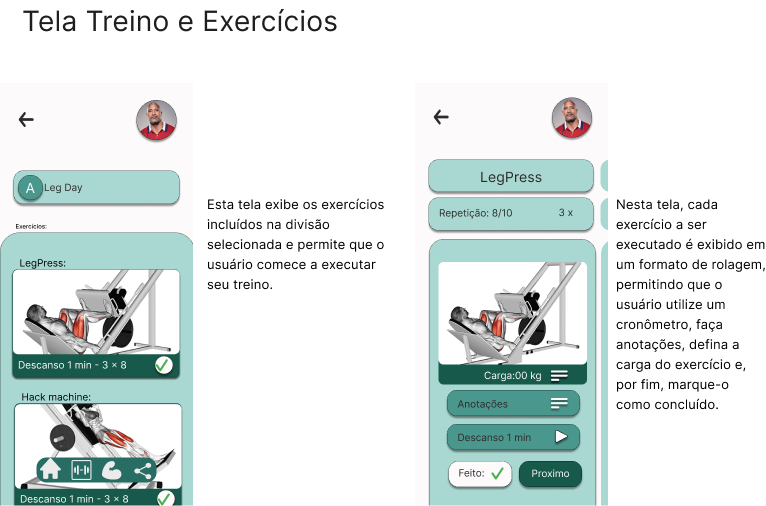 Tela Treino e Exercícios
A Leg Day
Exercicios:
LegPress:
Descanso 1 min - 3 × 8
Hack machine:
Descanso 1 min - 3 × 8
Esta tela exibe os exercícios
incluídos na divisão
selecionada e permite que o
usuário comece a executar
seu treino.
LegPress
Repetição: 8/10 3 x
Carga:00 kg
Anotações
Descanso 1 min
Feito:
Proximo
Nesta tela, cada
exercício a ser
executado é exibido em
um formato de rolagem,
permitindo que o
usuário utilize um
cronômetro, faça
anotações, defina a
carga do exercício e,
por fim, marque-o
como concluído.